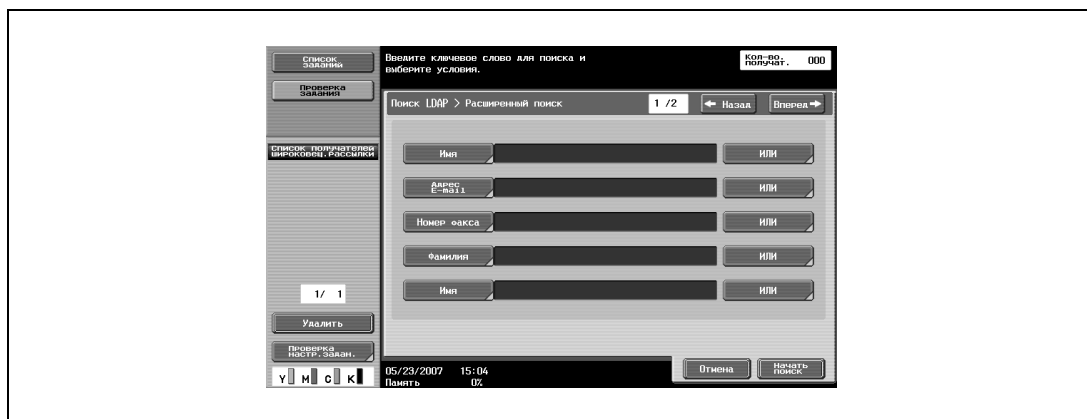 Список
заданий
Проверка
задания
Список получателей
широковещ.рассылки
1/ 1
Удалить
Проверка
настр.задан.
Y M C K
Введите ключевое слово для поиска и
выберите условия.
Кол-во.
получат. 000
Поиск LDAP > Расширенный поиск 1 /2 ← Назад Вперед →
Имя ИЛИ
Адрес
E-mail ИЛИ
Номер факса ИЛИ
Фамилия ИЛИ
Имя ИЛИ
05/23/2007 15:04
Память 0%
Отмена
Начать
поиск